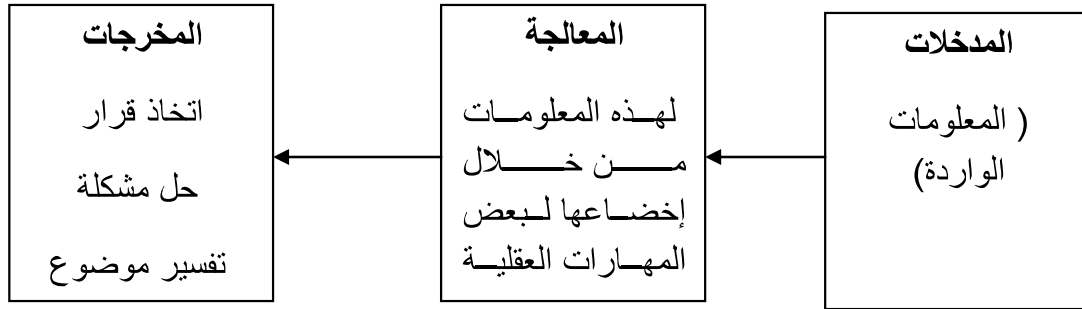 المدخلات
( المعلومات
الواردة)
المعالجة
لهذه المعلومات
من خلال
إخضاعها لبعض
المهارات العقلية
المخرجات
اتخاذ قرار
حل مشكلة
تفسير موضوع